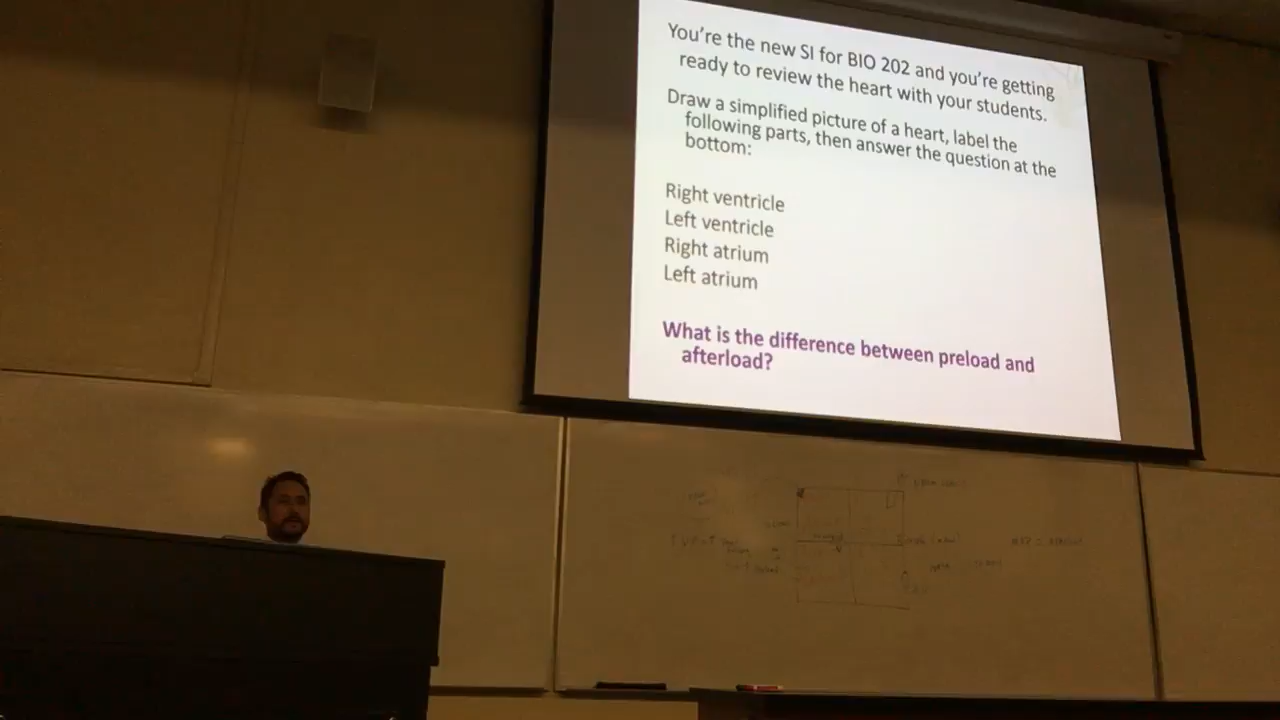 You're the new SI for BIO 202 and you're getting
ready to review the heart with your students.
Draw a simplified picture of a heart, label the
following parts, then answer the question at the
bottom:
Right ventricle
Left ventricle
Right atrium
Left atrium
What is the difference between preload and
afterload?